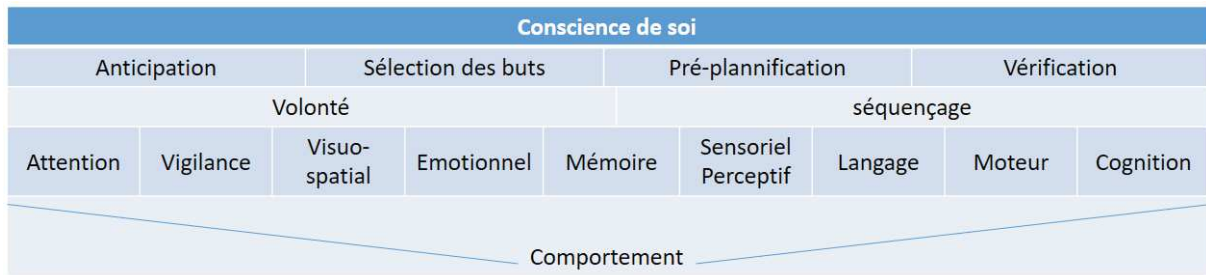 Conscience de soi
Anticipation Sélection des buts Pré-plannification Vérification
Volonté séquençage
Attention Vigilance Visuo-
spatial Emotionnel Mémoire Sensoriel
Perceptif Langage Moteur Cognition
Comportement